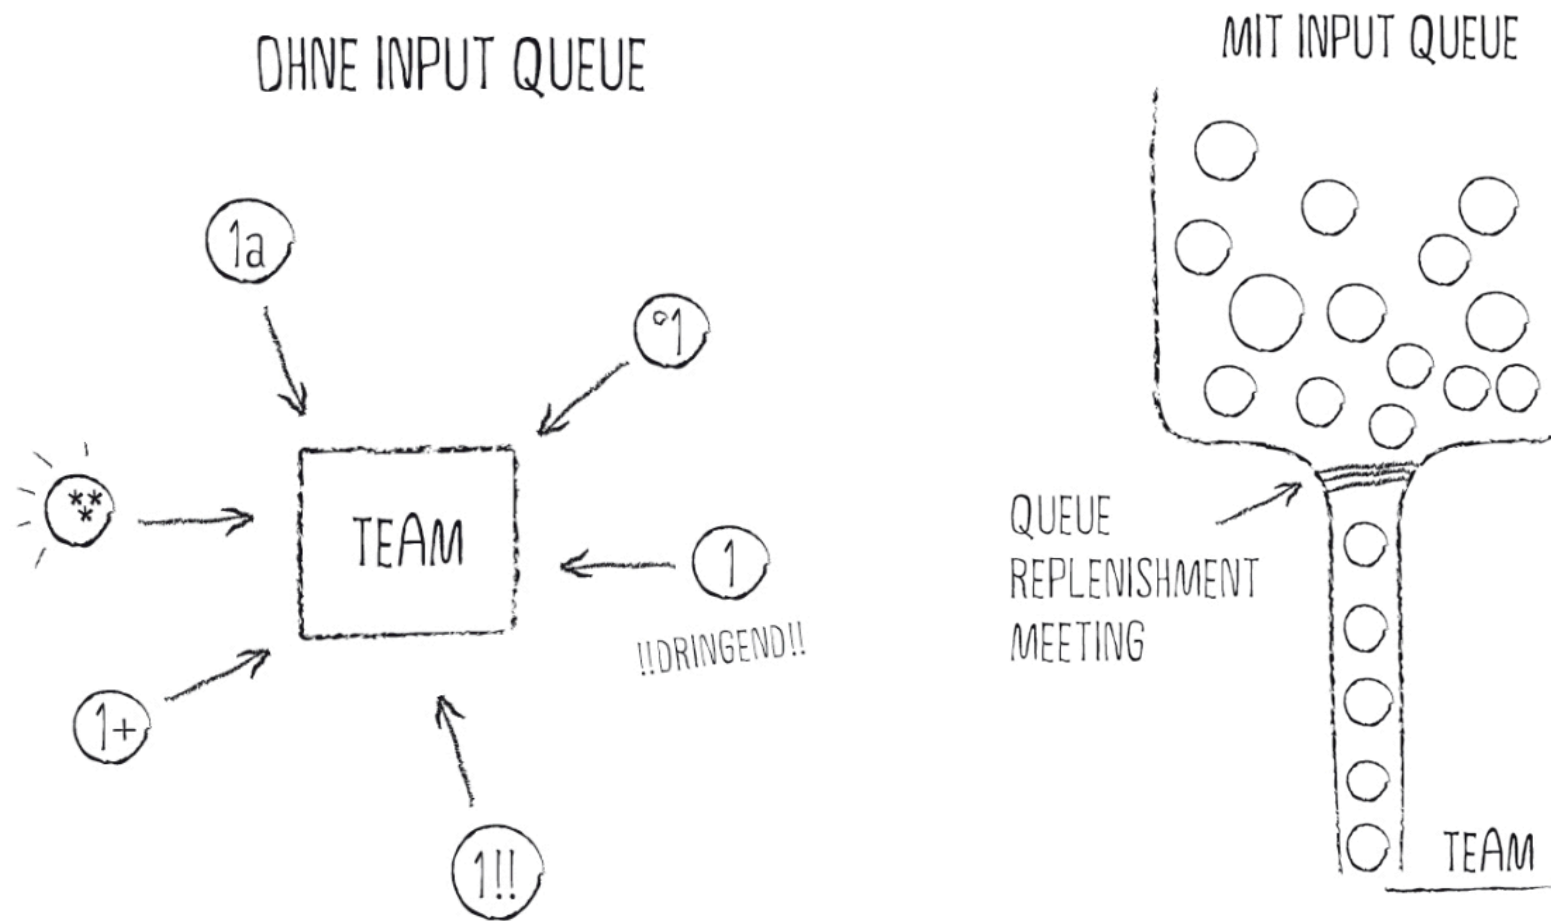 OHNE INPUT QUEUE
1a
°1
***
TEAM
1
!!DRINGEND!!
1+
1!!
MIT INPUT QUEUE
QUEUE
REPLENISHMENT
MEETING
TEAM